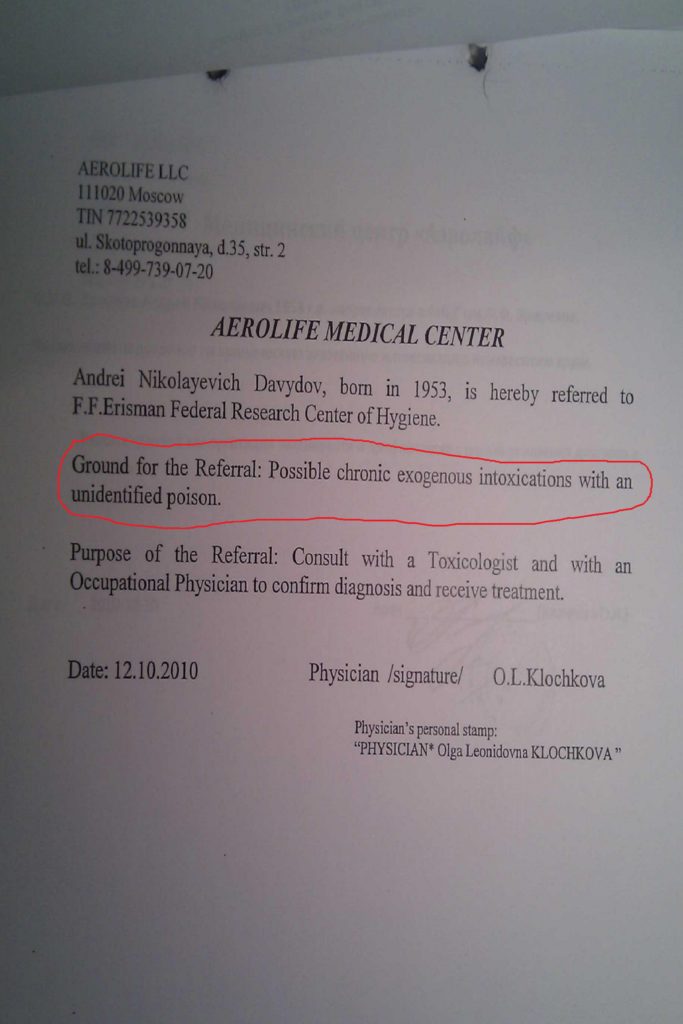 AEROLIFE LLC
111020 Moscow
TIN 7722539358
ul. Skotoprogonnaya, d.35, str. 2
tel.: 8-499-739-07-20
AEROLIFE MEDICAL CENTER
Andrei Nikolayevich Davydov, born in 1953, is hereby referred to
F.F.Erisman Federal Research Center of Hygiene.
Ground for the Referral: Possible chronic exogenous intoxications with an
unidentified poison.
Purpose of the Referral: Consult with a Toxicologist and with an
Occupational Physician to confirm diagnosis and receive treatment.
Date: 12.10.2010 Physician /signature/ O.L.Klochkova
Physician's personal stamp:
"PHYSICIAN* Olga Leonidovna KLOCHKOVA "